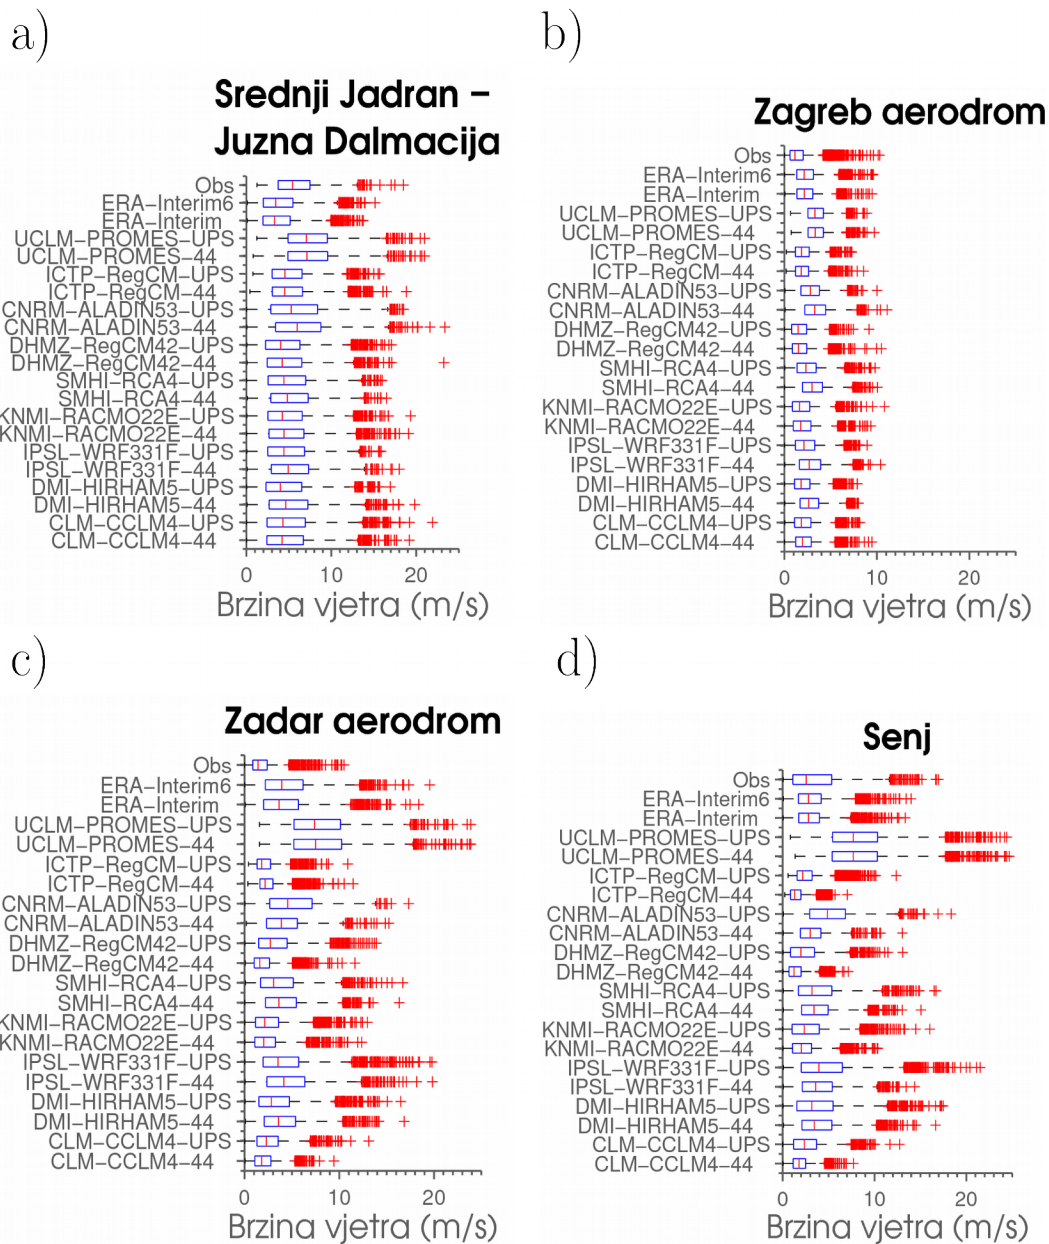 a)
Srednji Jadran –
Juzna Dalmacija
Obs
ERA−Interim6
ERA−Interim
UCLM−PROMES−UPS
UCLM−PROMES−44
ICTP−RegCM−UPS
ICTP−RegCM−44
CNRM−ALADIN53−UPS
CNRM−ALADIN53−44
DHMZ−RegCM42−UPS
DHMZ−RegCM42−44
SMHI−RCA4−UPS
SMHI−RCA4−44
KNMI−RACMO22E−UPS
KNMI−RACMO22E−44
IPSL−WRF331F−UPS
IPSL−WRF331F−44
DMI−HIRHAM5−UPS
DMI−HIRHAM5−44
CLM−CCLM4−UPS
CLM−CCLM4−44
0 10 20
Brzina vjetra (m/s)
b)
Zagreb aerodrom
Obs
ERA−Interim6
ERA−Interim
UCLM−PROMES−UPS
UCLM−PROMES−44
ICTP−RegCM−UPS
ICTP−RegCM−44
CNRM−ALADIN53−UPS
CNRM−ALADIN53−44
DHMZ−RegCM42−UPS
DHMZ−RegCM42−44
SMHI−RCA4−UPS
SMHI−RCA4−44
KNMI−RACMO22E−UPS
KNMI−RACMO22E−44
IPSL−WRF331F−UPS
IPSL−WRF331F−44
DMI−HIRHAM5−UPS
DMI−HIRHAM5−44
CLM−CCLM4−UPS
CLM−CCLM4−44
0 10 20
Brzina vjetra (m/s)
c)
Zadar aerodrom
Obs
ERA−Interim6
ERA−Interim
UCLM−PROMES−UPS
UCLM−PROMES−44
ICTP−RegCM−UPS
ICTP−RegCM−44
CNRM−ALADIN53−UPS
CNRM−ALADIN53−44
DHMZ−RegCM42−UPS
DHMZ−RegCM42−44
SMHI−RCA4−UPS
SMHI−RCA4−44
KNMI−RACMO22E−UPS
KNMI−RACMO22E−44
IPSL−WRF331F−UPS
IPSL−WRF331F−44
DMI−HIRHAM5−UPS
DMI−HIRHAM5−44
CLM−CCLM4−UPS
CLM−CCLM4−44
0 10 20
Brzina vjetra (m/s)
d)
Senj
Obs
ERA−Interim6
ERA−Interim
UCLM−PROMES−UPS
UCLM−PROMES−44
ICTP−RegCM−UPS
ICTP−RegCM−44
CNRM−ALADIN53−UPS
CNRM−ALADIN53−44
DHMZ−RegCM42−UPS
DHMZ−RegCM42−44
SMHI−RCA4−UPS
SMHI−RCA4−44
KNMI−RACMO22E−UPS
KNMI−RACMO22E−44
IPSL−WRF331F−UPS
IPSL−WRF331F−44
DMI−HIRHAM5−UPS
DMI−HIRHAM5−44
CLM−CCLM4−UPS
CLM−CCLM4−44
0 10 20
Brzina vjetra (m/s)